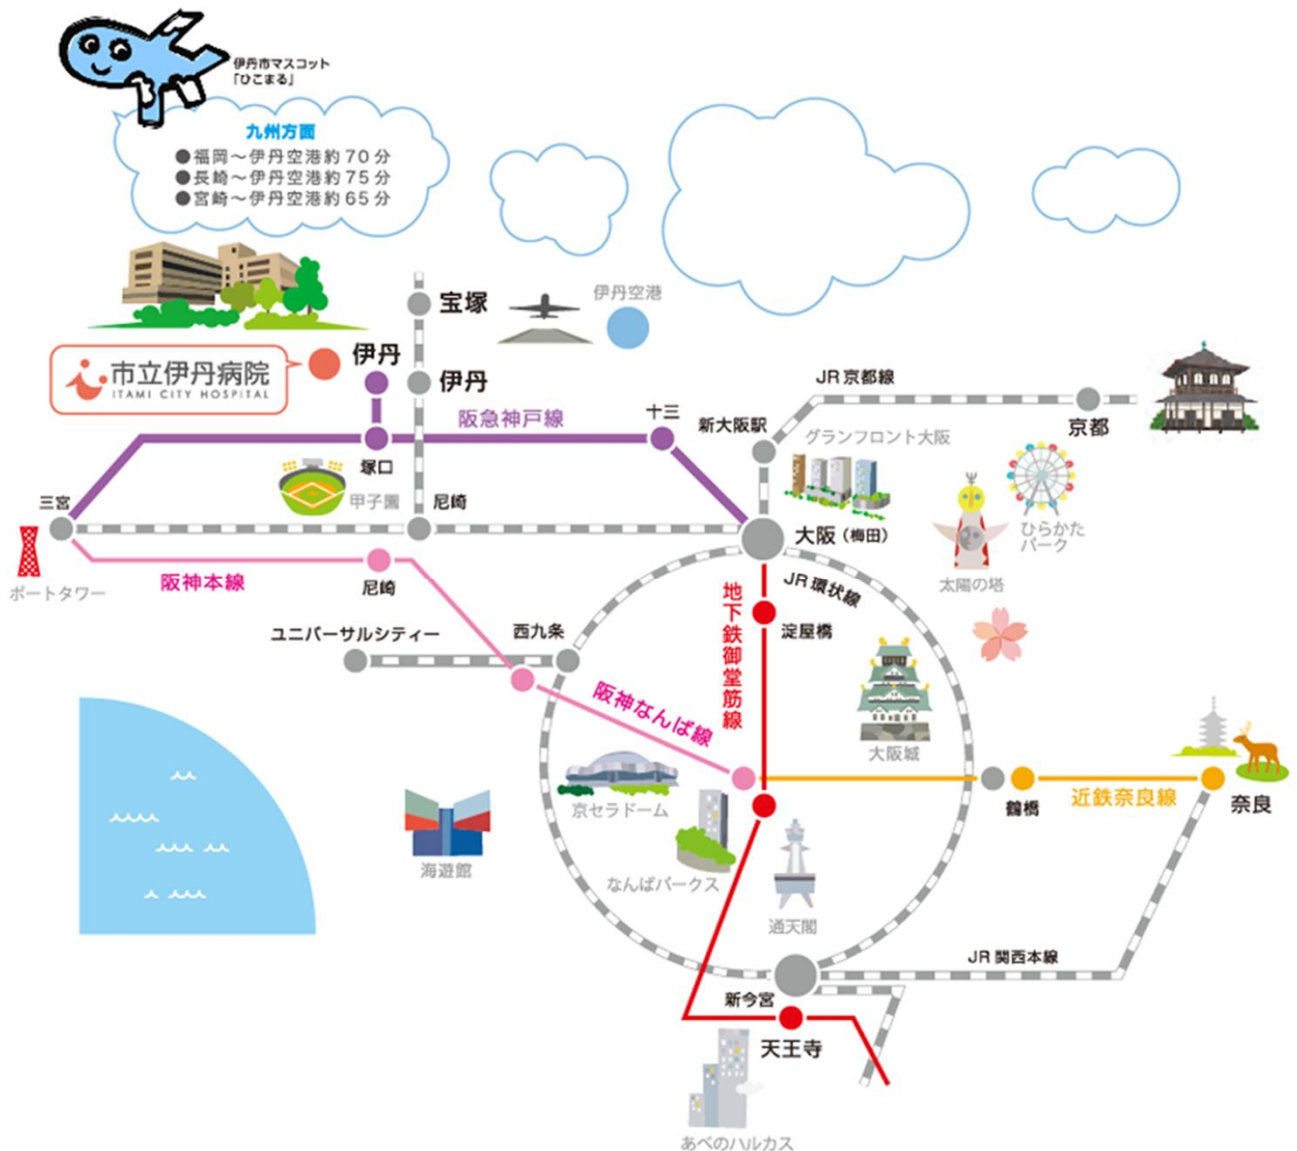 伊丹市マスコット
「ひこまる」
九州方面
●福岡～伊丹空港約70分
●長崎～伊丹空港約75分
●宮崎～伊丹空港約65分
宝塚
伊丹空港
市立伊丹病院
ITAMI CITY HOSPITAL
伊丹
伊丹
JR京都線
京都
阪急神戸線
十三
新大阪駅
グランフロント大阪
塚口
甲子園
三宮
尼崎
大阪（梅田）
ひらかた
パーク
ポートタワー
阪神本線
尼崎
JR環状線
太陽の塔
地下鉄御堂筋線
淀屋橋
ユニバーサルシティー
西九条
阪神なんば線
大阪城
京セラドーム
鶴橋
近鉄奈良線
奈良
海遊館
なんばパークス
通天閣
JR関西本線
新今宮
天王寺
あべのハルカス